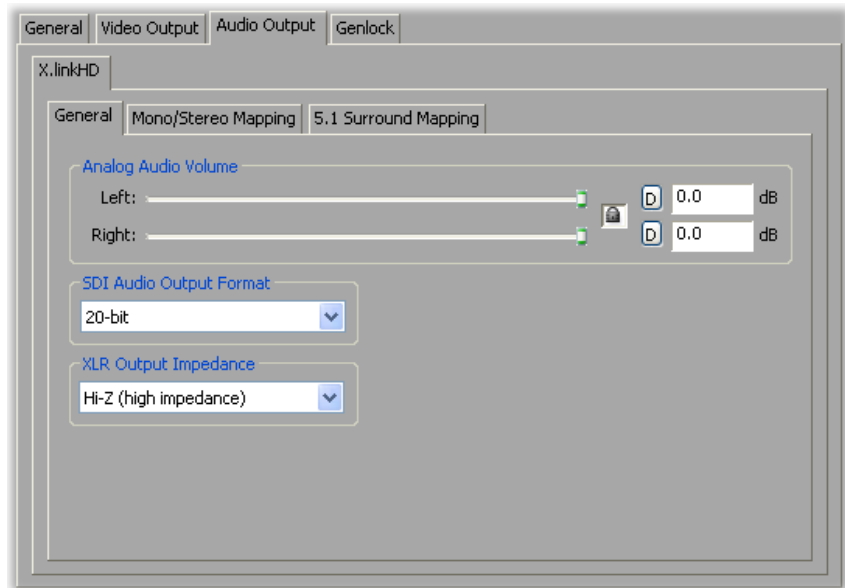 General Video Output Audio Output Genlock
X.linkHD
General Mono/Stereo Mapping 5.1 Surround Mapping
Analog Audio Volume
Left: D 0.0 dB
Right: D 0.0 dB
SDI Audio Output Format
20-bit
XLR Output Impedance
Hi-Z (high impedance)